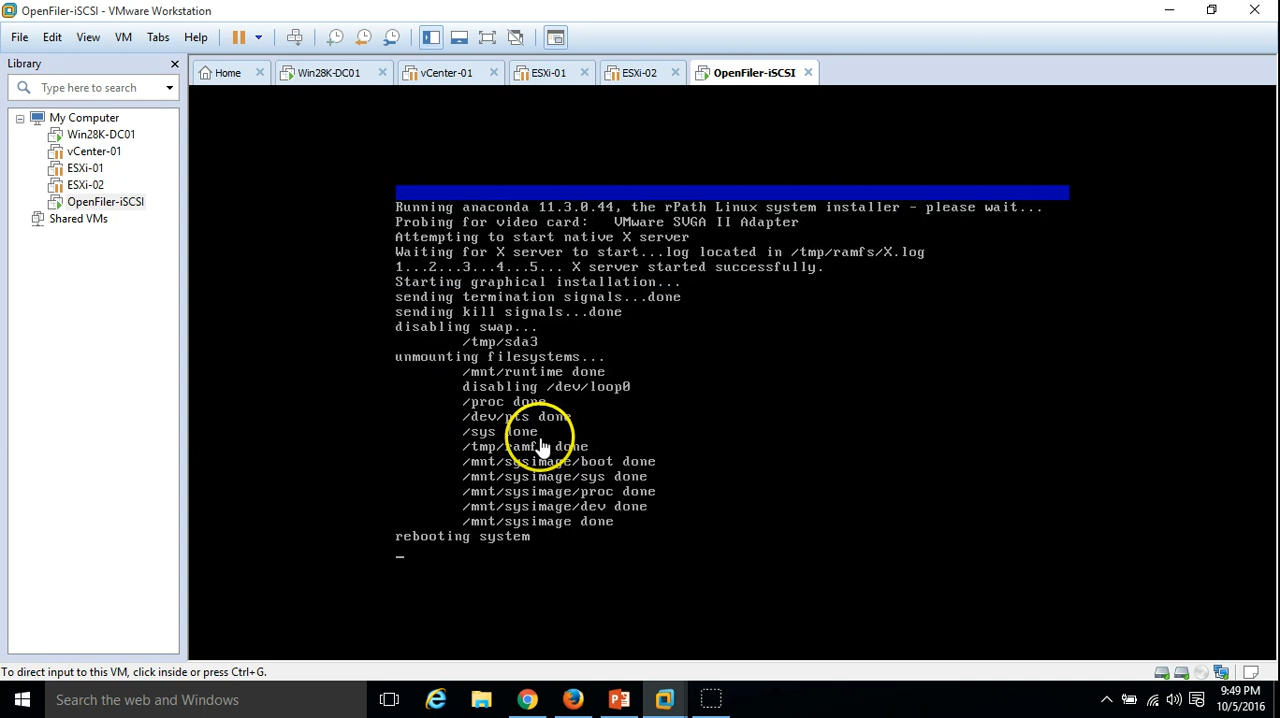 OpenFiler-iSCSI - VMware Workstation
File Edit View VM Tabs Help
Library
Type here to search
My Computer
Win28K-DC01
vCenter-01
ESXi-01
ESXi-02
OpenFiler-iSCSI
Shared VMs
Home Win28K-DC01 vCenter-01 ESXi-01 ESXi-02 OpenFiler-iSCSI
Running anaconda 11.3.0.44, the rPath Linux system installer - please wait...
Probing for video card: VMware SVGA II Adapter
Attempting to start native X server
Waiting for X server to start...log located in /tmp/ramfs/X.log
1...2...3...4...5... X server started successfully.
Starting graphical installation...
sending termination signals...done
sending kill signals...done
disabling swap...
/tmp/sda3
unmounting filesystems...
/mnt/runtime done
disabling /dev/loop0
/proc done
/dev/pts done
/sys done
/tmp/ramfs done
/mnt/sysimage/boot done
/mnt/sysimage/sys done
/mnt/sysimage/proc done
/mnt/sysimage/dev done
/mnt/sysimage done
rebooting system
To direct input to this VM, click inside or press Ctrl+G.
Search the web and Windows
9:49 PM
10/5/2016